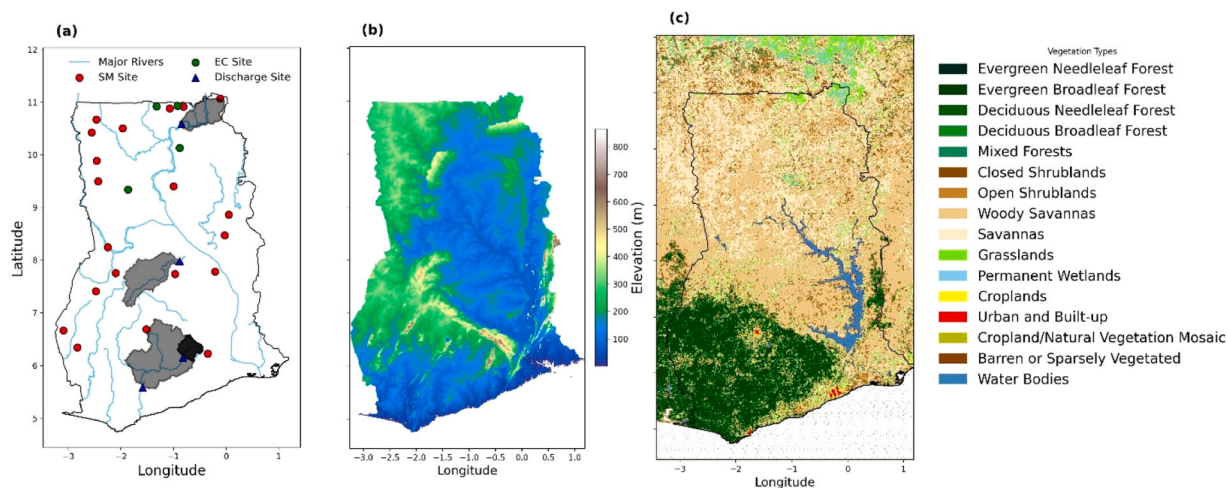 (a)
Major Rivers
EC Site
SM Site
Discharge Site
12
11
10
9
8
7
6
5
Latitude
−3
−2
−1
0
1
Longitude
(b)
800
700
600
500
400
300
200
100
Elevation (m)
−3.0
−2.5
−2.0
−1.5
−1.0
−0.5
0.0
0.5
1.0
Longitude
(c)
−3
−2
−1
0
1
Longitude
Vegetation Types
Evergreen Needleleaf Forest
Evergreen Broadleaf Forest
Deciduous Needleleaf Forest
Deciduous Broadleaf Forest
Mixed Forests
Closed Shrublands
Open Shrublands
Woody Savannas
Savannas
Grasslands
Permanent Wetlands
Croplands
Urban and Built-up
Cropland/Natural Vegetation Mosaic
Barren or Sparsely Vegetated
Water Bodies